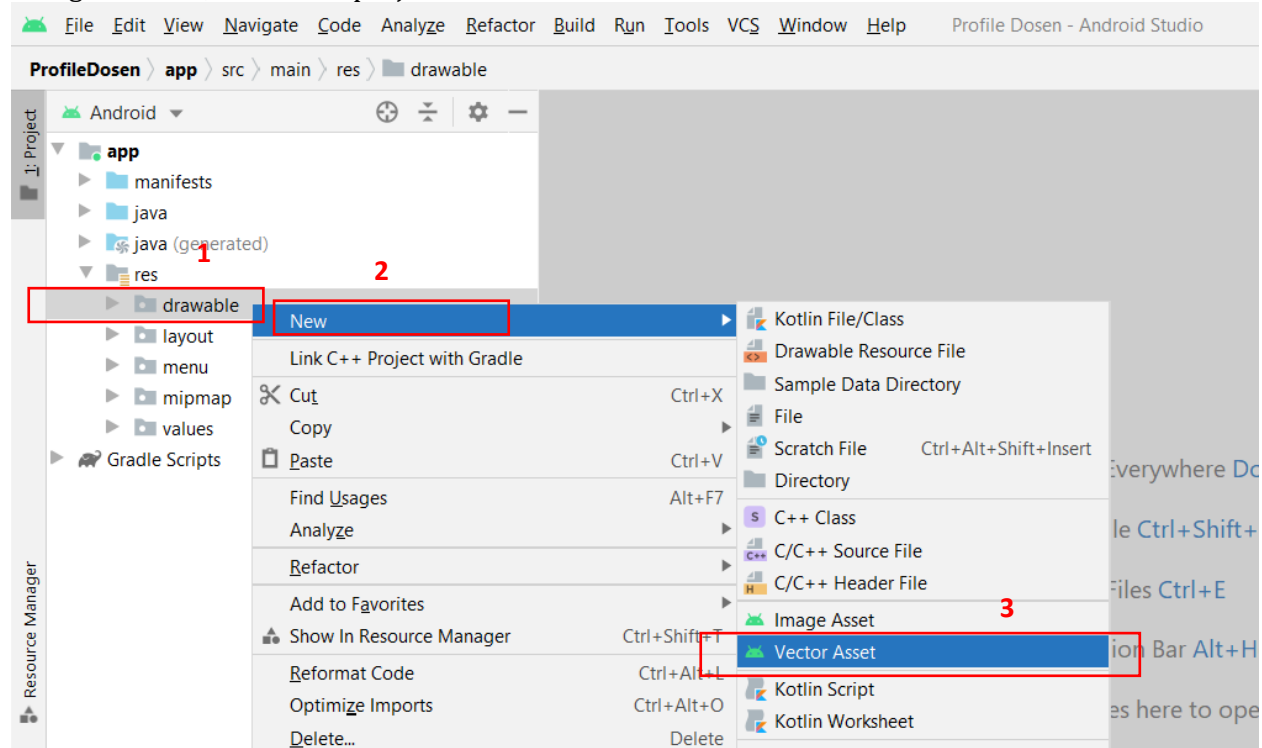 File Edit View Navigate Code Analyze Refactor Build Run Tools VCS Window Help Profile Dosen - Android Studio
ProfileDosen app src main res drawable
1: Project
Android
app
manifests
java
java (generated)
1
res
2
drawable
layout
menu
mipmap
values
Gradle Scripts
New
Link C++ Project with Gradle
Cut Ctrl+X
Copy
Paste Ctrl+V
Find Usages Alt+F7
Analyze
Refactor
Add to Favorites
Show In Resource Manager Ctrl+Shift+T
Reformat Code Ctrl+Alt+L
Optimize Imports Ctrl+Alt+O
Delete... Delete
Kotlin File/Class
Drawable Resource File
Sample Data Directory
File
Scratch File Ctrl+Alt+Shift+Insert
Directory
C++ Class
C/C++ Source File
C/C++ Header File
3
Image Asset
Vector Asset
Kotlin Script
Kotlin Worksheet
Everywhere Do
le Ctrl+Shift+
Files Ctrl+E
ion Bar Alt+H
es here to ope
Resource Manager